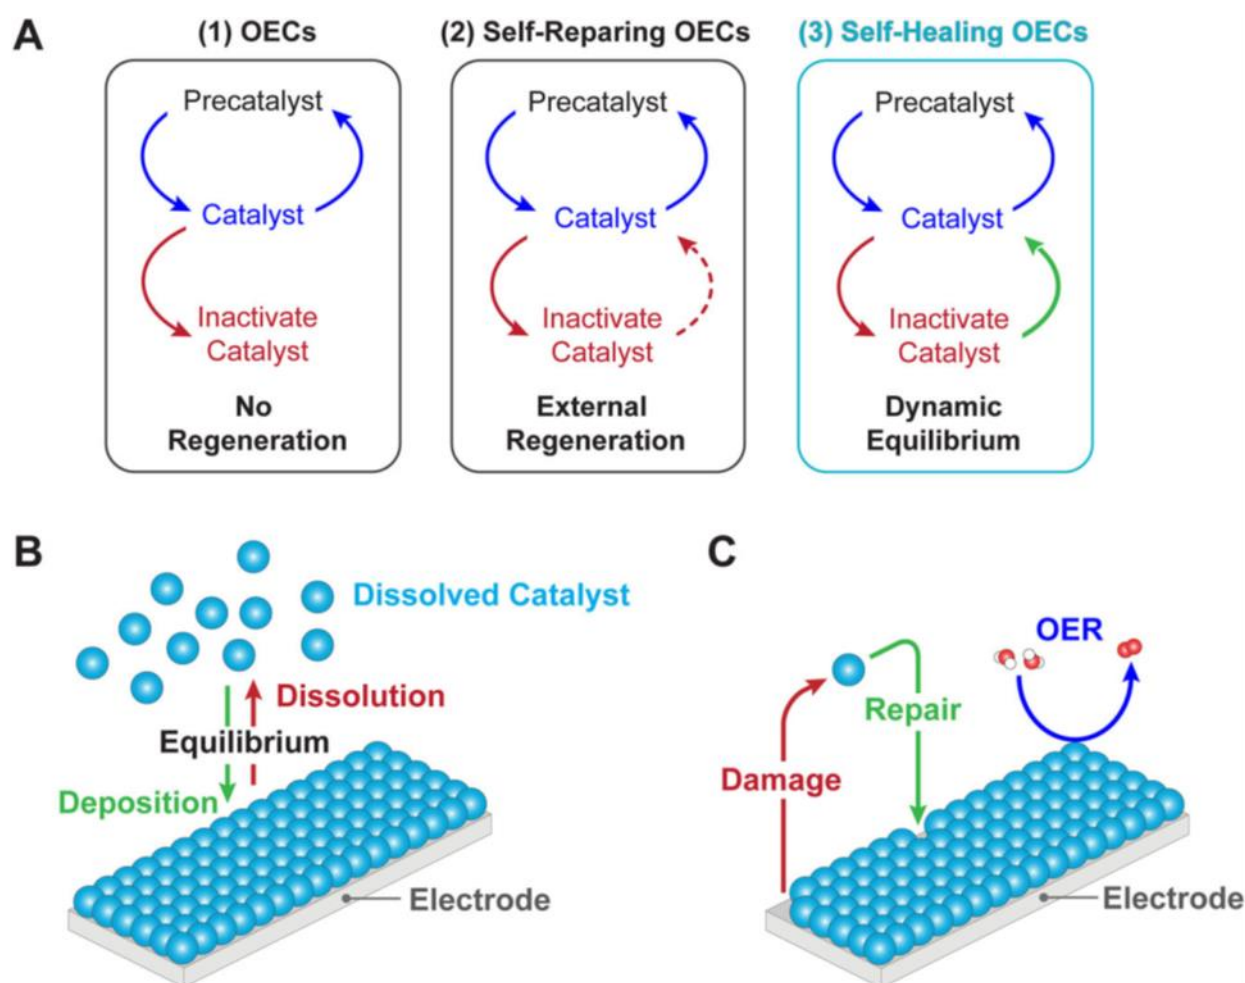 A
(1) OECs
Precatalyst
Catalyst
Inactivate
Catalyst
No
Regeneration
(2) Self-Reparing OECs
Precatalyst
Catalyst
Inactivate
Catalyst
External
Regeneration
(3) Self-Healing OECs
Precatalyst
Catalyst
Inactivate
Catalyst
Dynamic
Equilibrium
B
Dissolved Catalyst
Dissolution
Equilibrium
Deposition
Electrode
C
OER
Repair
Damage
Electrode